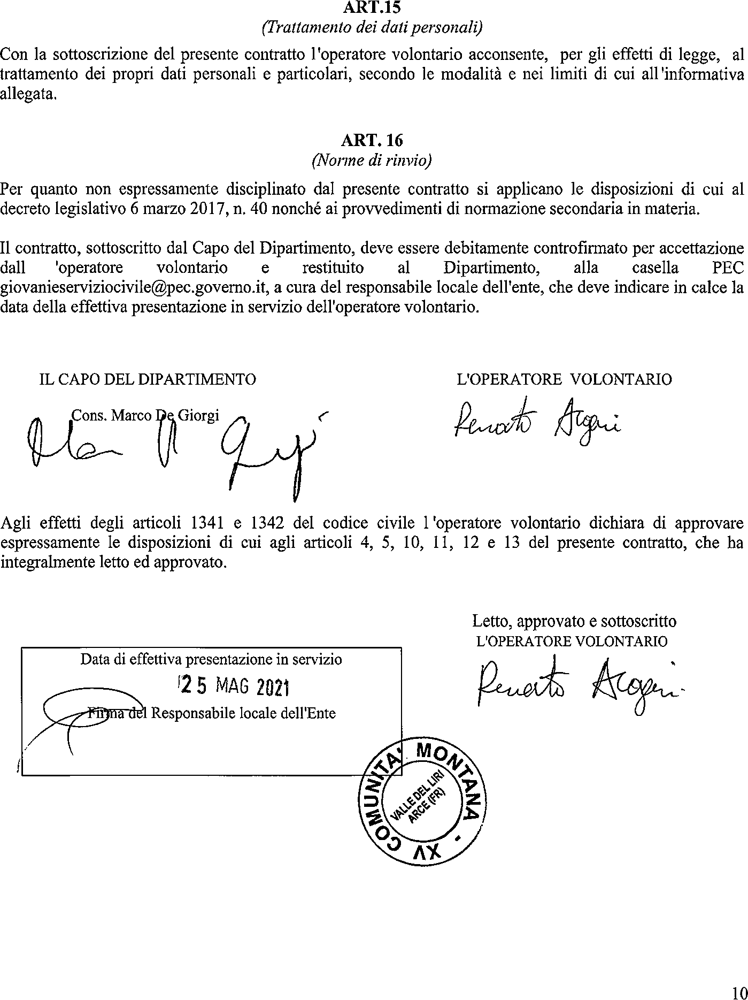 ART.15
(Trattamento dei dati personali)
Con la sottoscrizione del presente contratto l'operatore volontario acconsente, per gli effetti di legge, al
trattamento dei propri dati personali e particolari, secondo le modalità e nei limiti di cui all'informativa
allegata.
ART. 16
(Norme di rinvio)
Per quanto non espressamente disciplinato dal presente contratto si applicano le disposizioni di cui al
decreto legislativo 6 marzo 2017, n. 40 nonché ai provvedimenti di normazione secondaria in materia.
Il contratto, sottoscritto dal Capo del Dipartimento, deve essere debitamente controfirmato per accettazione
dall 'operatore volontario e restituito al Dipartimento, alla casella PEC
giovanieserviziocivile@pec.governo.it, a cura del responsabile locale dell'ente, che deve indicare in calce la
data della effettiva presentazione in servizio dell'operatore volontario.
IL CAPO DEL DIPARTIMENTO
L'OPERATORE VOLONTARIO
Cons. Marco De Giorgi
Renato
Agli effetti degli articoli 1341 e 1342 del codice civile l 'operatore volontario dichiara di approvare
espressamente le disposizioni di cui agli articoli 4, 5, 10, 11, 12 e 13 del presente contratto, che ha
integralmente letto ed approvato.
Letto, approvato e sottoscritto
L'OPERATORE VOLONTARIO
Renato
Data di effettiva presentazione in servizio
25 MAG 2021
Firma del Responsabile locale dell'Ente
XV COMUNITA' MONTANA -
VALLE DEL LIRI
ARCE (FR)
10